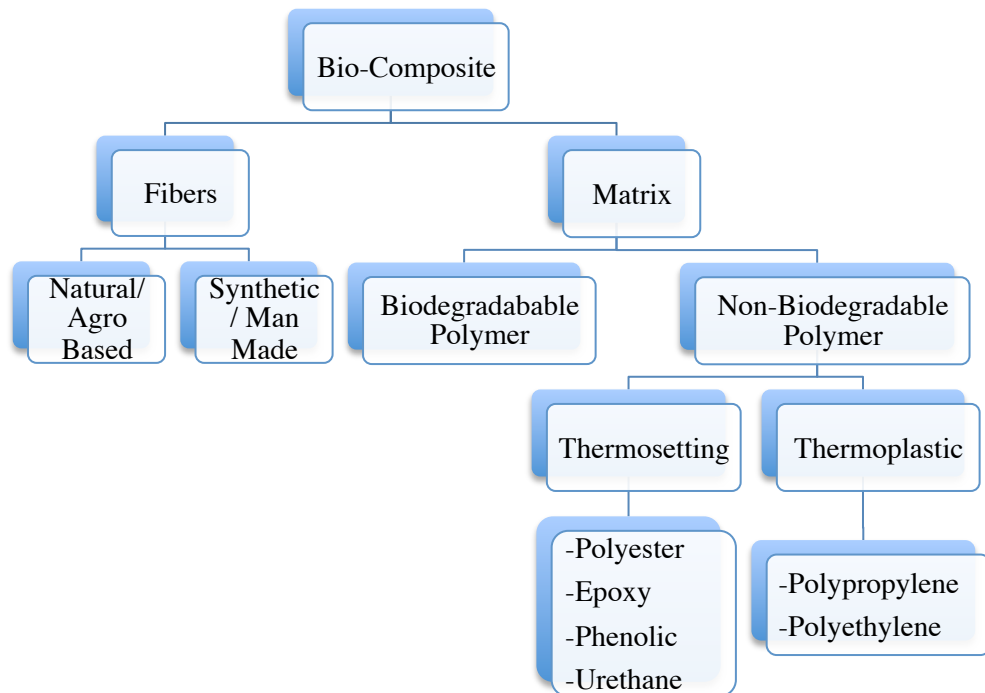 Bio-Composite
Fibers
Matrix
Natural/
Agro
Based
Synthetic
/ Man
Made
Biodegradabable
Polymer
Non-Biodegradable
Polymer
Thermosetting
Thermoplastic
-Polyester
-Epoxy
-Phenolic
-Urethane
-Polypropylene
-Polyethylene